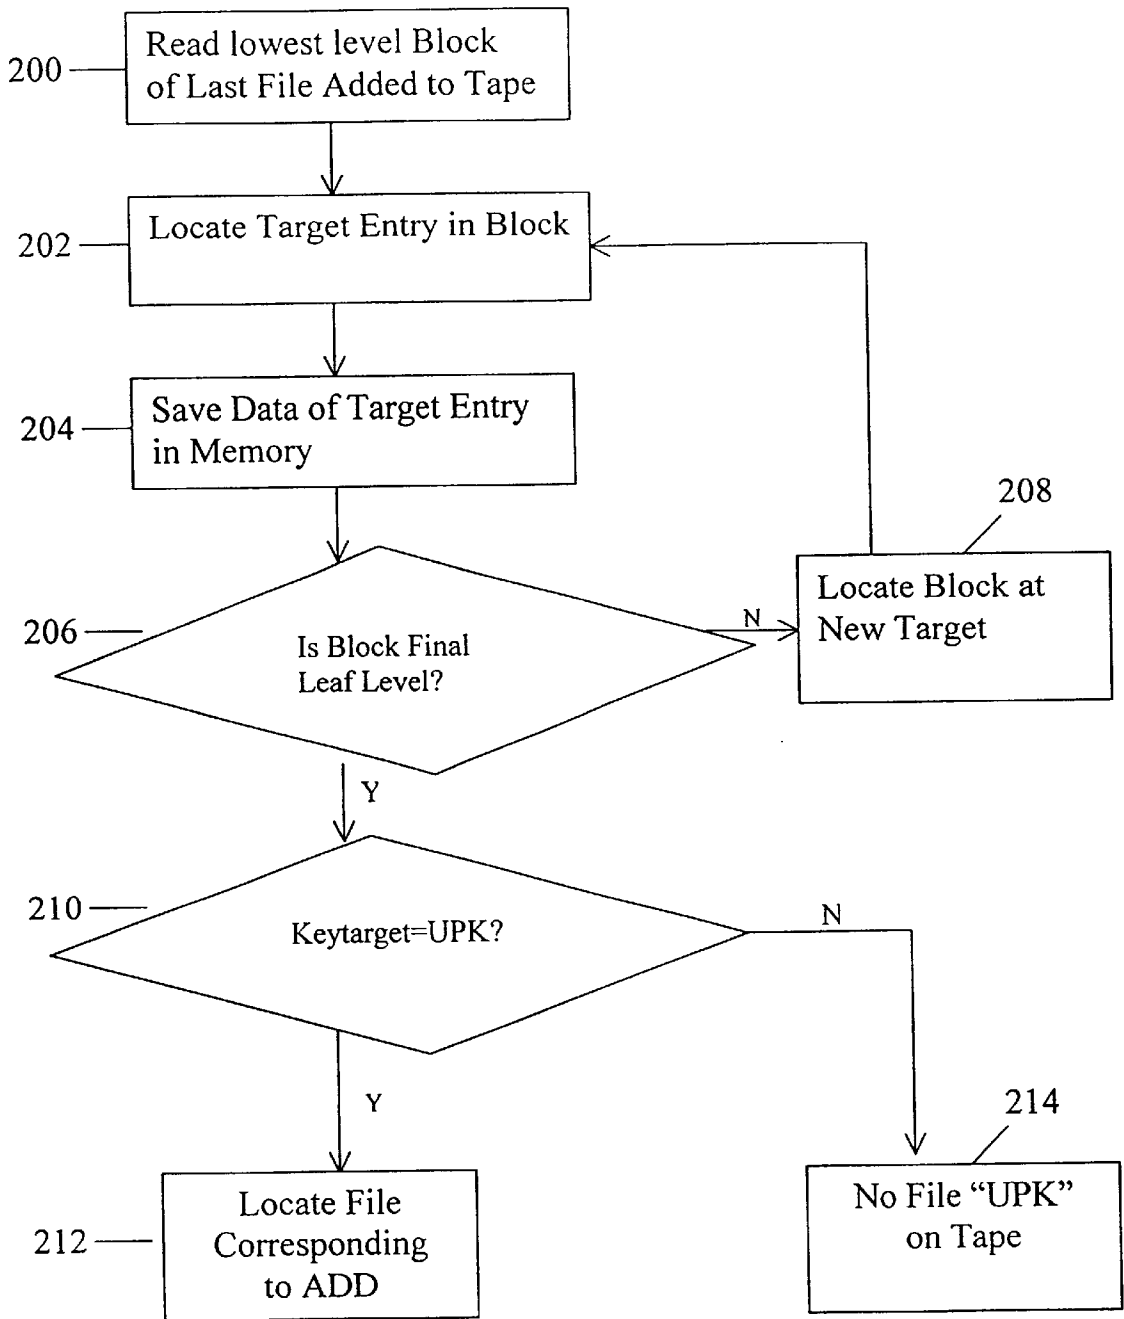 200
Read lowest level Block
of Last File Added to Tape
202
Locate Target Entry in Block
204
Save Data of Target Entry
in Memory
208
206
Is Block Final
Leaf Level?
N
Locate Block at
New Target
Y
210
Keytarget=UPK?
N
Y
214
212
Locate File
Corresponding
to ADD
No File “UPK”
on Tape